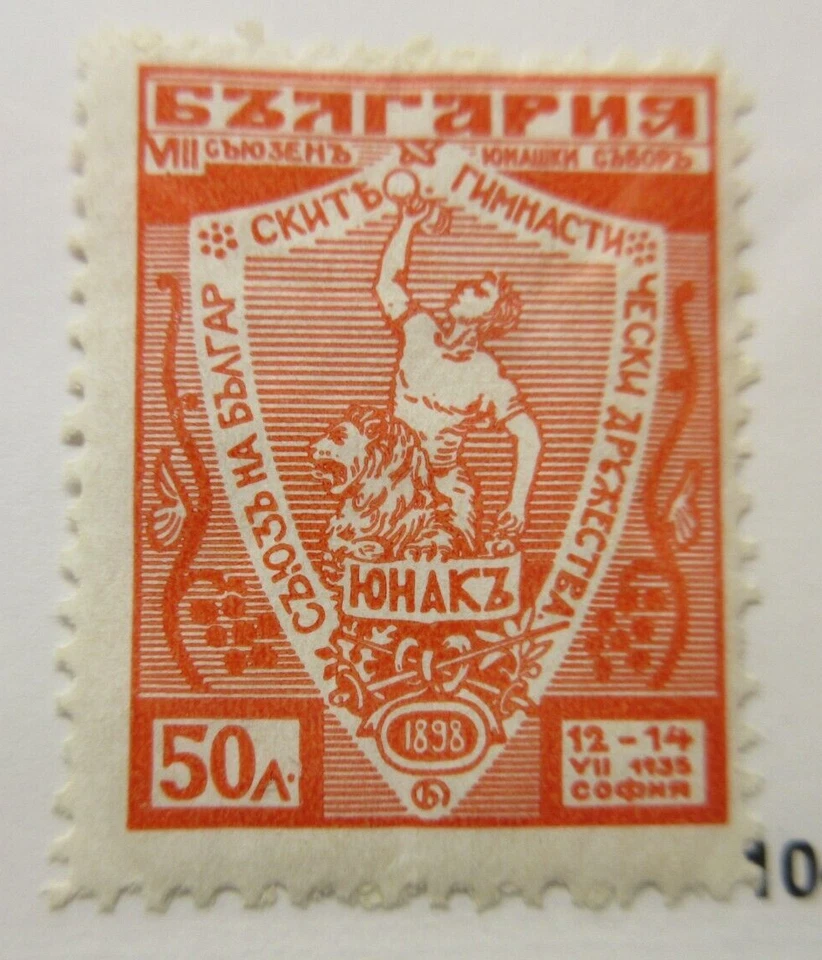 БЪЛГАРИЯ
VIII СЪЮЗЕНЪ ЮНАШКИ СЪБОРЪ
СЪЮЗЪ НА БЪЛГАР
СКИТѢ ГИМНАСТИ
ЧЕСКИ ДРУЖЕСТВА.
ЮНАКЪ
1898
50 Л.
12 - 14
VII 1935
СОФИЯ
10